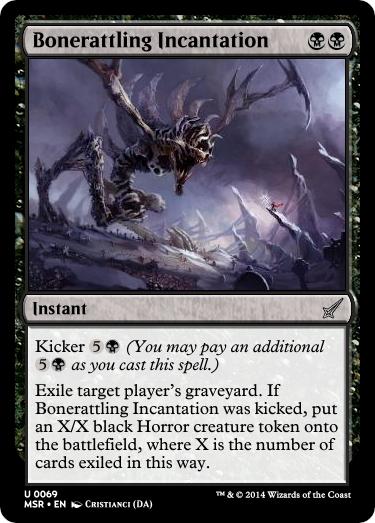 Bonerattling Incantation
Instant
Kicker 5 (You may pay an additional
5 as you cast this spell.)
Exile target player's graveyard. If
Bonerattling Incantation was kicked, put
an X/X black Horror creature token onto
the battlefield, where X is the number of
cards exiled in this way.
U 0069
MSR • EN Cristianci (DA)
™ & © 2014 Wizards of the Coast